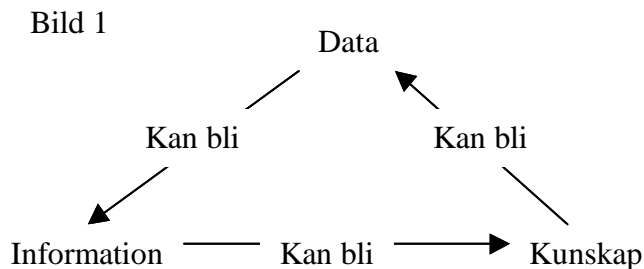 Bild 1
Data
Kan bli Kan bli
Information Kan bli Kunskap